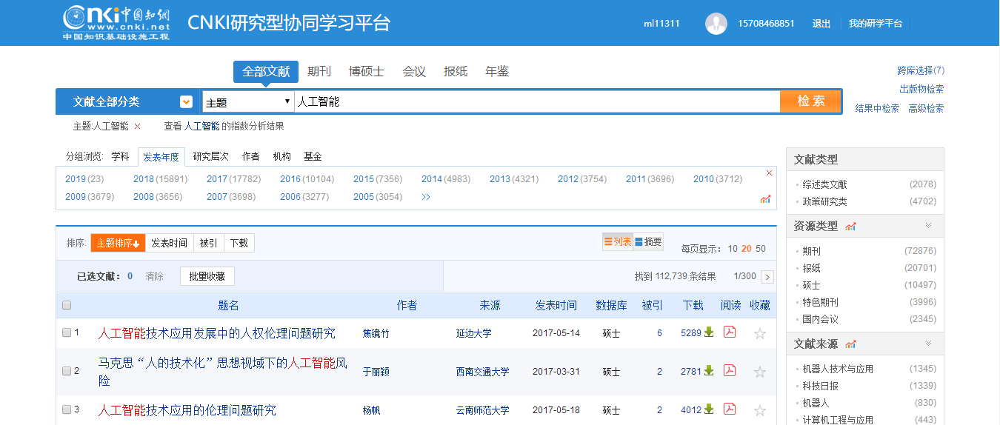 Cnki 中国知网
www.cnki.net
中国知识基础设施工程
CNKI研究型协同学习平台
ml11311 15708468851 退出 我的研学平台
全部文献 期刊 博硕士 会议 报纸 年鉴
跨库选择(7)
出版物检索
文献全部分类 主题 人工智能 检 索
结果中检索 高级检索
主题:人工智能 × 查看 人工智能 的指数分析结果
分组浏览: 学科 发表年度 研究层次 作者 机构 基金
2019 (23) 2018 (15891) 2017 (17782) 2016 (10104) 2015 (7356) 2014 (4983) 2013 (4321) 2012 (3754) 2011 (3696) 2010 (3712)
2009 (3679) 2008 (3656) 2007 (3698) 2006 (3277) 2005 (3054) >>
排序: 主题排序 发表时间 被引 下载 列表 摘要 每页显示: 10 20 50
已选文献: 0 清除 批量收藏 找到 112,739 条结果 1/300 >
题名 作者 来源 发表时间 数据库 被引 下载 阅读 收藏
1 人工智能技术应用发展中的人权伦理问题研究 焦镜竹 延边大学 2017-05-14 硕士 6 5289
2 马克思“人的技术化”思想视域下的人工智能风
险 于丽颖 西南交通大学 2017-03-31 硕士 2 2781
3 人工智能技术应用的伦理问题研究 杨帆 云南师范大学 2017-05-18 硕士 2 4012
文献类型
综述类文献 (2078)
政策研究类 (4702)
资源类型
期刊 (72876)
报纸 (20701)
硕士 (10497)
特色期刊 (3996)
国内会议 (2345)
文献来源
机器人技术与应用 (1345)
科技日报 (1339)
机器人 (830)
计算机工程与应用 (443)